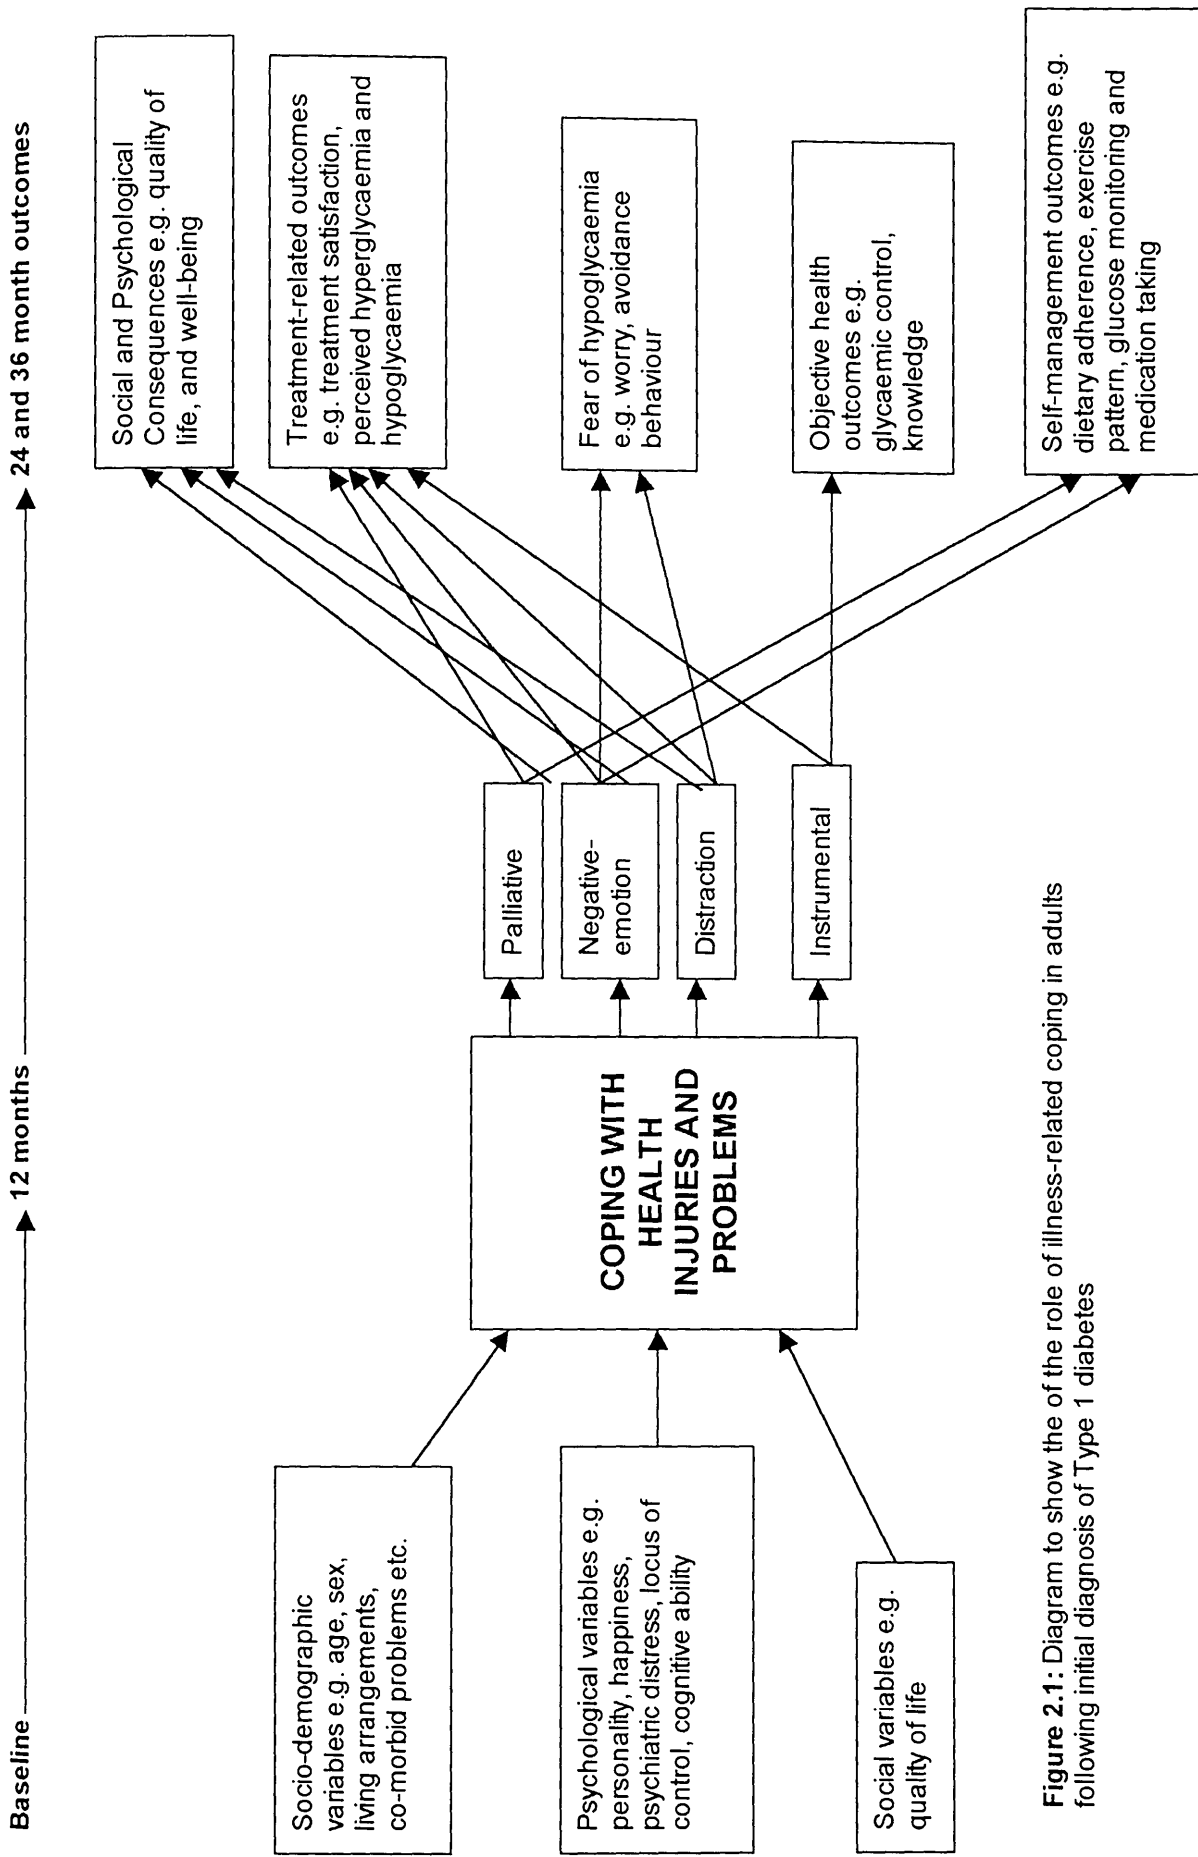 Baseline 12 months 24 and 36 month outcomes
Socio-demographic
variables e.g. age, sex,
living arrangements,
co-morbid problems etc.
Psychological variables e.g.
personality, happiness,
psychiatric distress, locus of
control, cognitive ability
Social variables e.g.
quality of life
COPING WITH
HEALTH
INJURIES AND
PROBLEMS
Palliative
Negative-
emotion
Distraction
Instrumental
Social and Psychological
Consequences e.g. quality of
life, and well-being
Treatment-related outcomes
e.g. treatment satisfaction,
perceived hyperglycaemia and
hypoglycaemia
Fear of hypoglycaemia
e.g. worry, avoidance
behaviour
Objective health
outcomes e.g.
glycaemic control,
knowledge
Self-management outcomes e.g.
dietary adherence, exercise
pattern, glucose monitoring and
medication taking
Figure 2.1: Diagram to show the of the role of illness-related coping in adults
following initial diagnosis of Type 1 diabetes